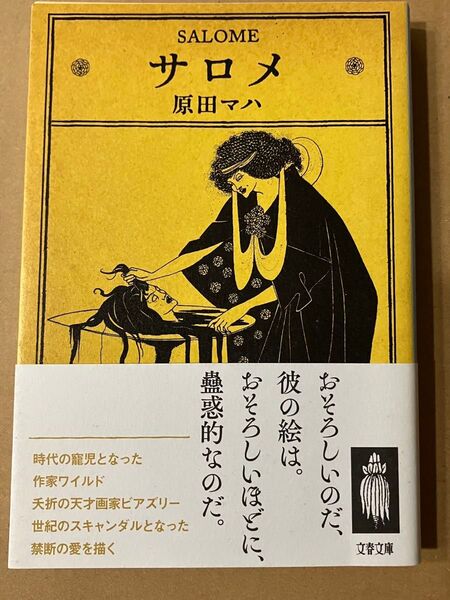 SALOME
サロメ
原田マハ
おそろしいのだ、
彼の絵は。
おそろしいほどに、
蠱惑的なのだ。
時代の寵児となった
作家ワイルド
夭折の天才画家ビアズリー
世紀のスキャンダルとなった
禁断の愛を描く
文春文庫